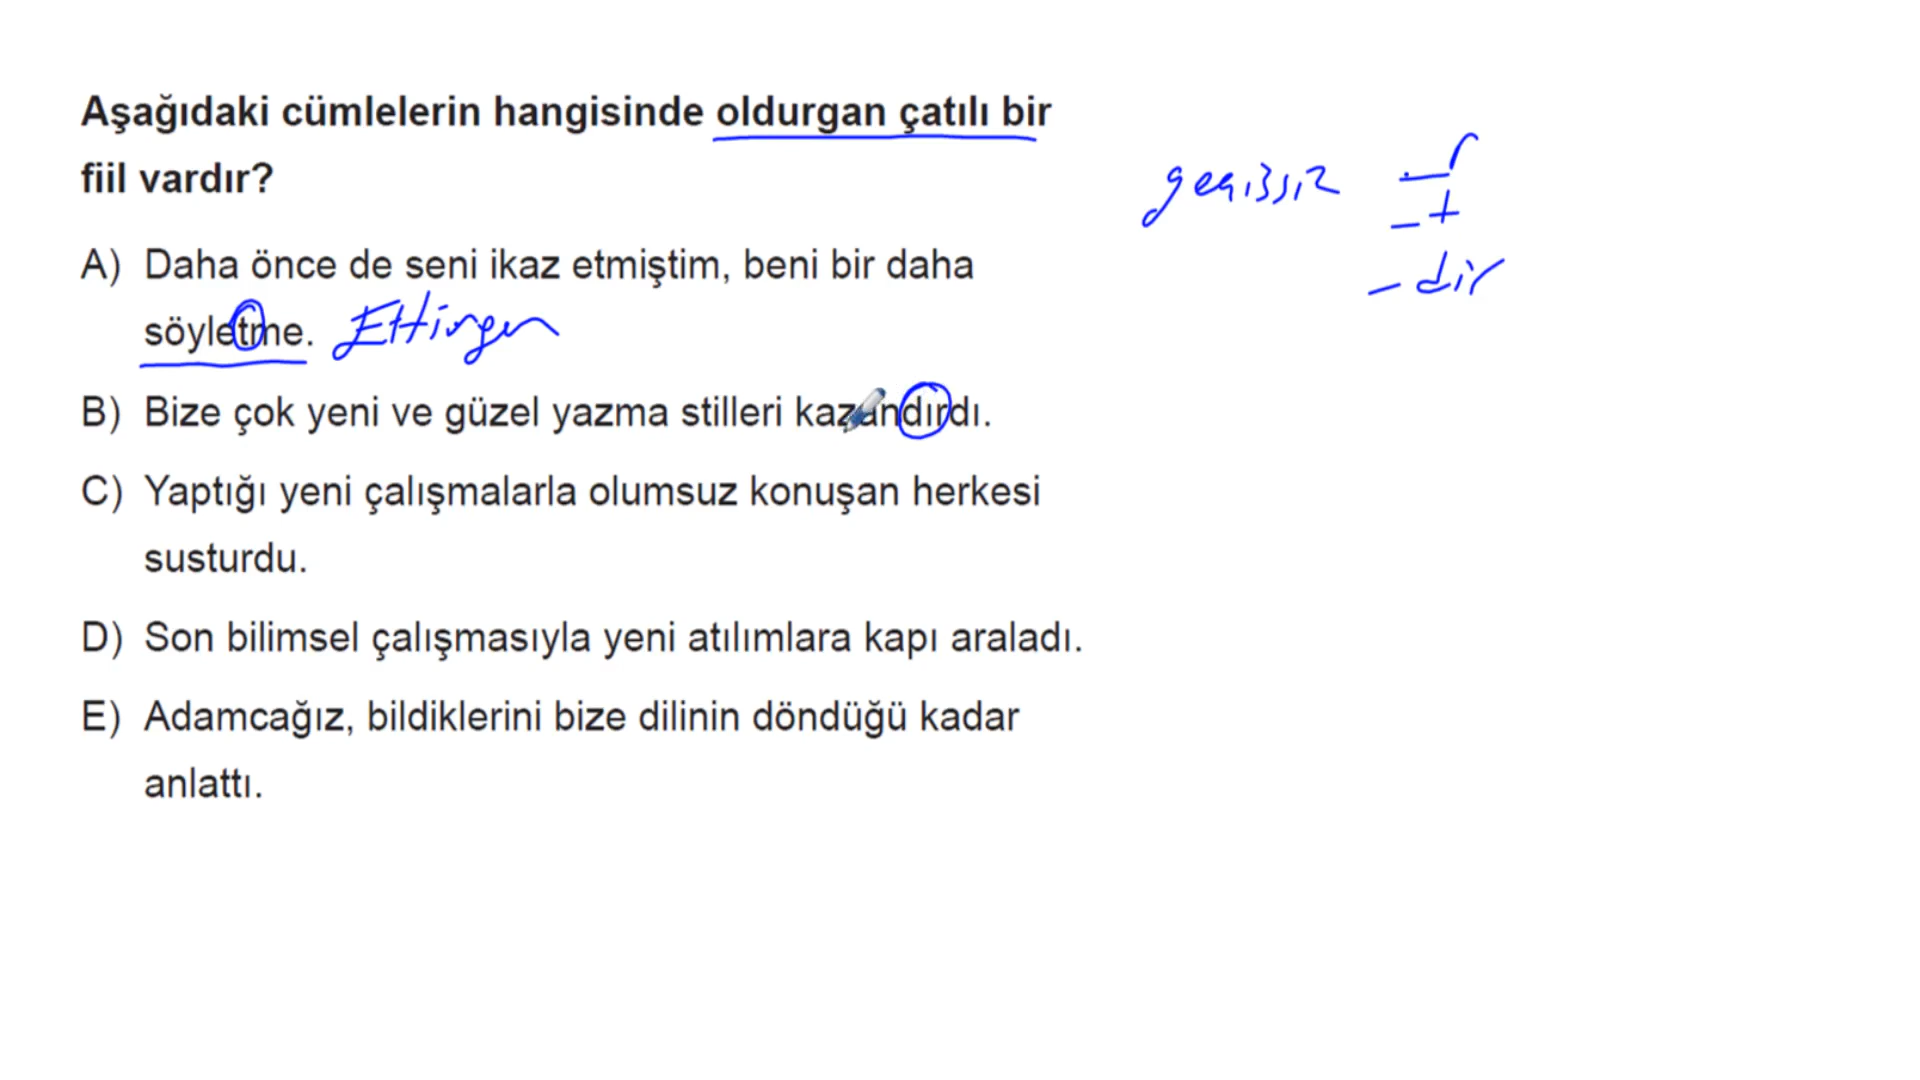 Aşağıdaki cümlelerin hangisinde oldurgan çatılı bir
fiil vardır?
geçişsiz -r
-t
-dir
A) Daha önce de seni ikaz etmiştim, beni bir daha
söyletme. Ettirgen
B) Bize çok yeni ve güzel yazma stilleri kazandırdı.
C) Yaptığı yeni çalışmalarla olumsuz konuşan herkesi
susturdu.
D) Son bilimsel çalışmasıyla yeni atılımlara kapı araladı.
E) Adamcağız, bildiklerini bize dilinin döndüğü kadar
anlattı.